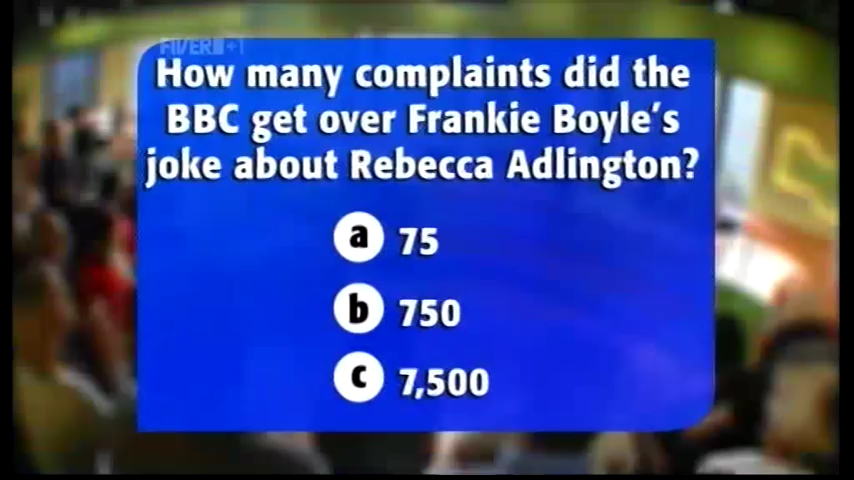 FIVER +1
How many complaints did the
BBC get over Frankie Boyle's
joke about Rebecca Adlington?
a 75
b 750
c 7,500